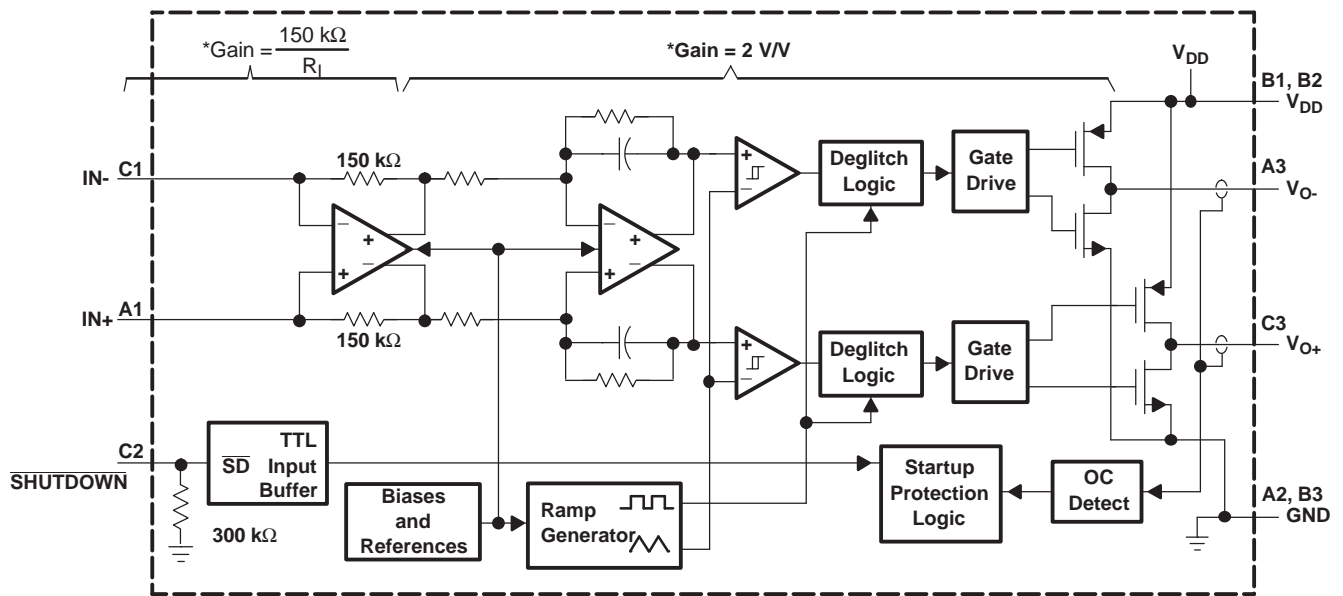 *Gain = 150 kΩ
R_I
*Gain = 2 V/V
V_DD
B1, B2
V_DD
IN-
C1
150 kΩ
+
−
Deglitch
Logic
Gate
Drive
A3
V_O-
−
+
−
+
−
+
−
+
IN+
A1
150 kΩ
+
−
Deglitch
Logic
Gate
Drive
C3
V_O+
C2
SHUTDOWN
SD
TTL
Input
Buffer
300 kΩ
Biases
and
References
Ramp
Generator
Startup
Protection
Logic
OC
Detect
A2, B3
GND